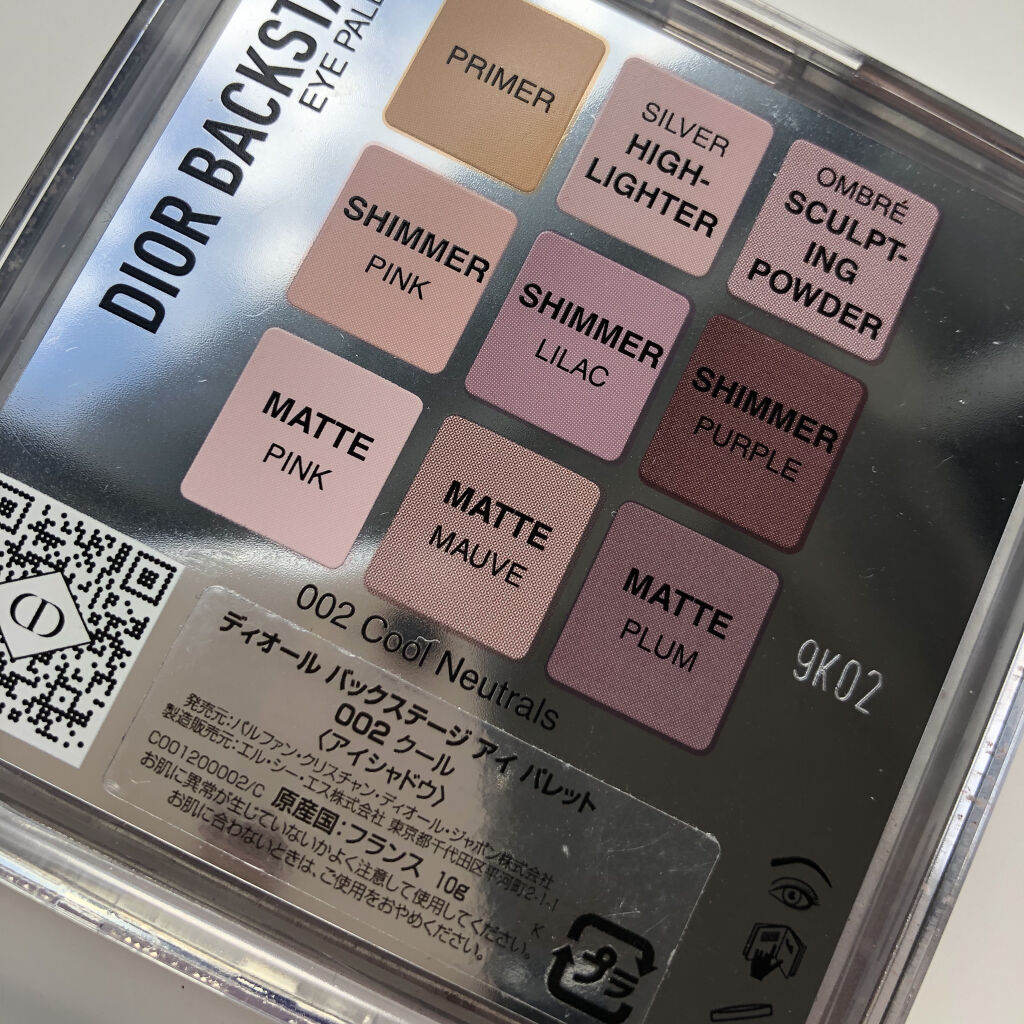 DIOR BACKSTA
EYE PAL
PRIMER
SILVER
HIGH-
LIGHTER
OMBRÉ
SCULPT-
ING
POWDER
SHIMMER
PINK
SHIMMER
LILAC
SHIMMER
PURPLE
MATTE
PINK
MATTE
MAUVE
MATTE
PLUM
002 Cool Neutrals
9K02
ディオール バックステージ アイ パレット
002 クール
〈アイシャドウ〉
発売元:パルファン・クリスチャン・ディオール・ジャポン株式会社
製造販売元:エル・シー・エス株式会社 東京都千代田区平河町2-1-1
C001200002/C 原産国:フランス 10g
お肌に異常が生じていないかよく注意して使用してください。
お肌に合わないときは、ご使用をおやめください。
K
プラ